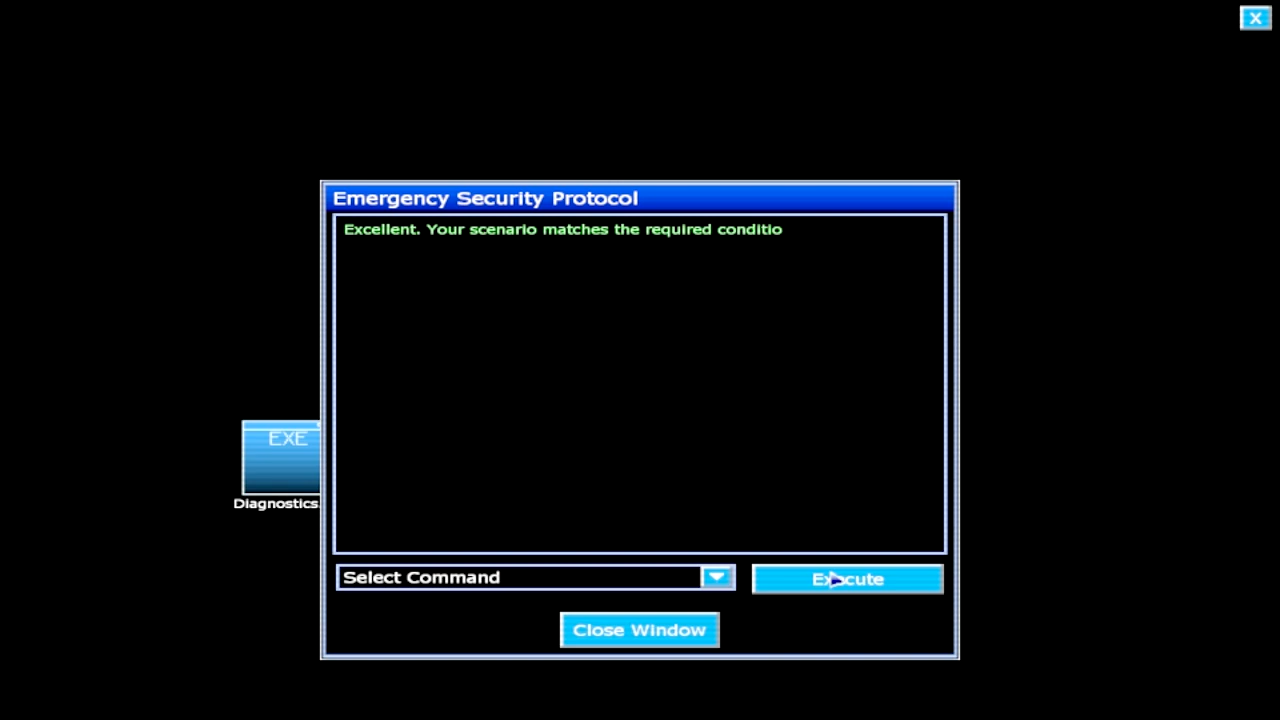 X
Emergency Security Protocol
Excellent. Your scenario matches the required conditio
EXE
Diagnostics.
Select Command
Execute
Close Window